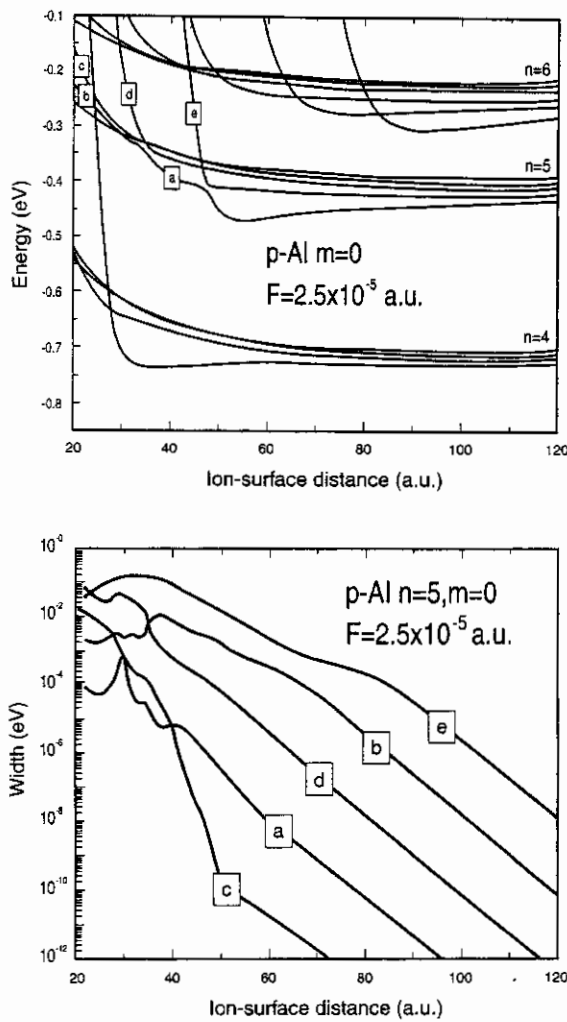 -0.1
-0.2
-0.3
-0.4
-0.5
-0.6
-0.7
-0.8
Energy (eV)
c
b
d
e
a
n=6
n=5
n=4
p-Al m=0
F=2.5x10⁻⁵ a.u.
20 40 60 80 100 120
Ion-surface distance (a.u.)
10⁰
10⁻²
10⁻⁴
10⁻⁶
10⁻⁸
10⁻¹⁰
10⁻¹²
Width (eV)
p-Al n=5,m=0
F=2.5x10⁻⁵ a.u.
e
b
d
a
c
20 40 60 80 100 120
Ion-surface distance (a.u.)